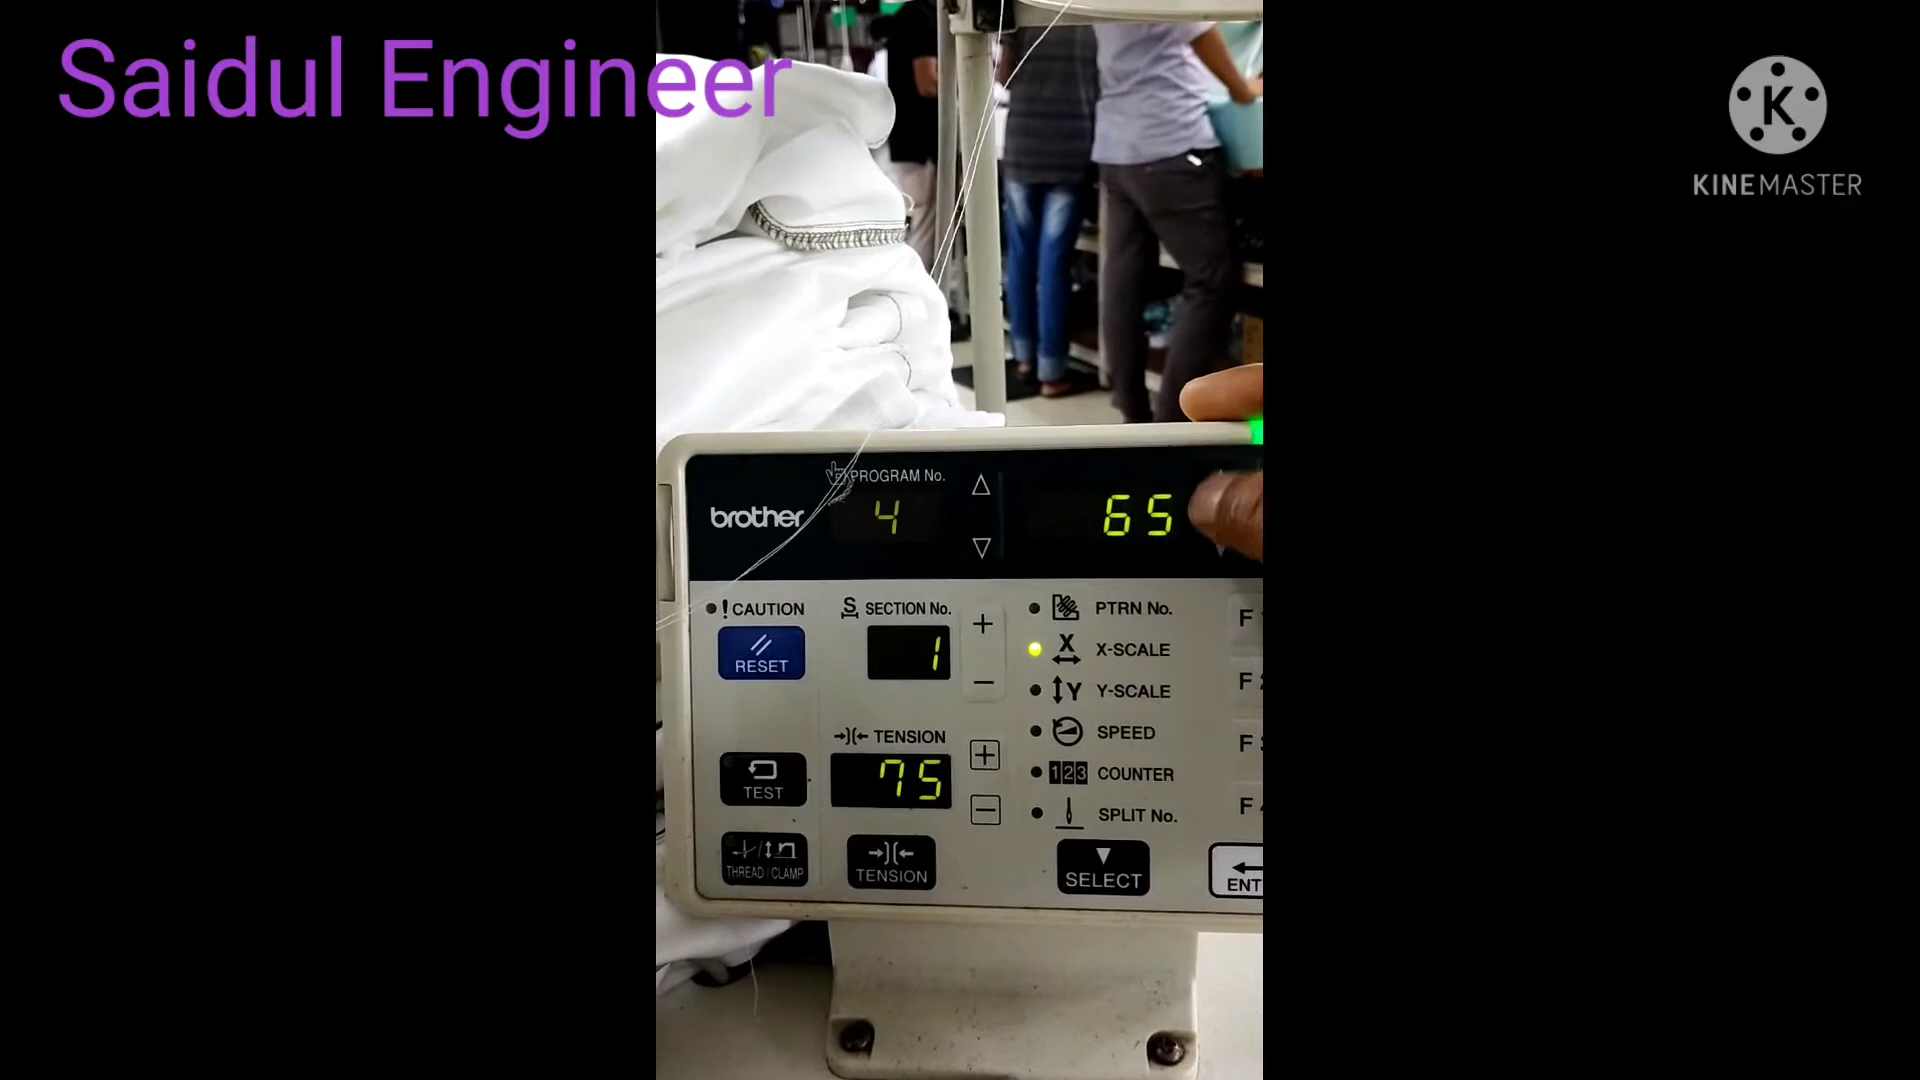 Saidul Engineer
K
KINEMASTER
PROGRAM No.
brother
4
65
! CAUTION
RESET
S SECTION No.
1
+
−
PTRN No.
X X-SCALE
Y Y-SCALE
SPEED
123 COUNTER
SPLIT No.
TENSION
75
+
−
TEST
THREAD / CLAMP
TENSION
SELECT
F
F
F
F
ENT